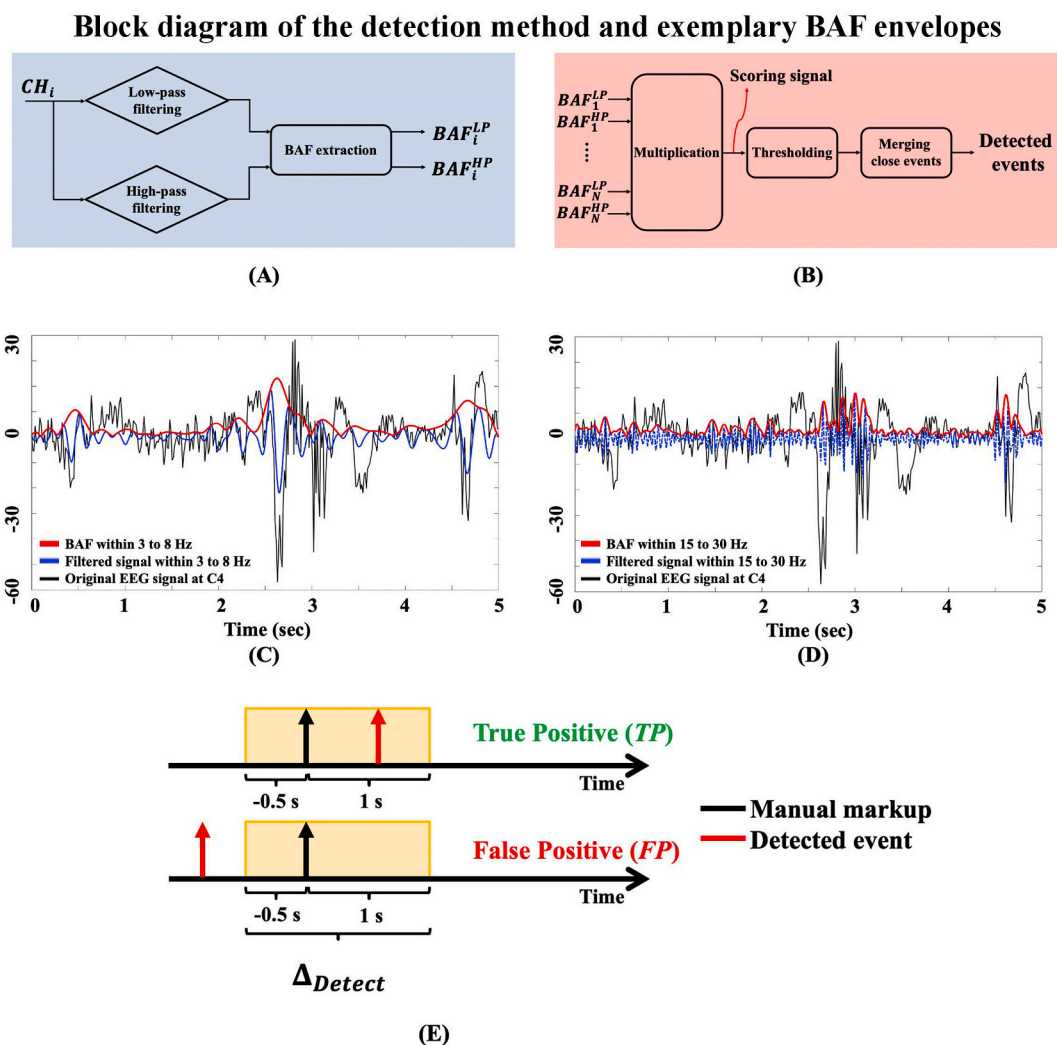 Block diagram of the detection method and exemplary BAF envelopes
CH_i
Low-pass
filtering
High-pass
filtering
BAF extraction
BAF_i^{LP}
BAF_i^{HP}
(A)
BAF_1^{LP}
BAF_1^{HP}
....
BAF_N^{LP}
BAF_N^{HP}
Multiplication
Scoring signal
Thresholding
Merging
close events
Detected
events
(B)
30
0
-30
-60
BAF within 3 to 8 Hz
Filtered signal within 3 to 8 Hz
Original EEG signal at C4
0 1 2 3 4 5
Time (sec)
(C)
30
0
-30
-60
BAF within 15 to 30 Hz
Filtered signal within 15 to 30 Hz
Original EEG signal at C4
0 1 2 3 4 5
Time (sec)
(D)
True Positive (TP)
Time
-0.5 s 1 s
False Positive (FP)
Time
-0.5 s 1 s
Δ_{Detect}
Manual markup
Detected event
(E)